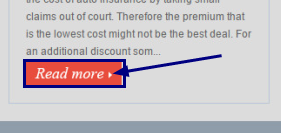 the cost of auto insurance by taking small
claims out of court. Therefore the premium that
is the lowest cost might not be the best deal. For
an additional discount som...
Read more